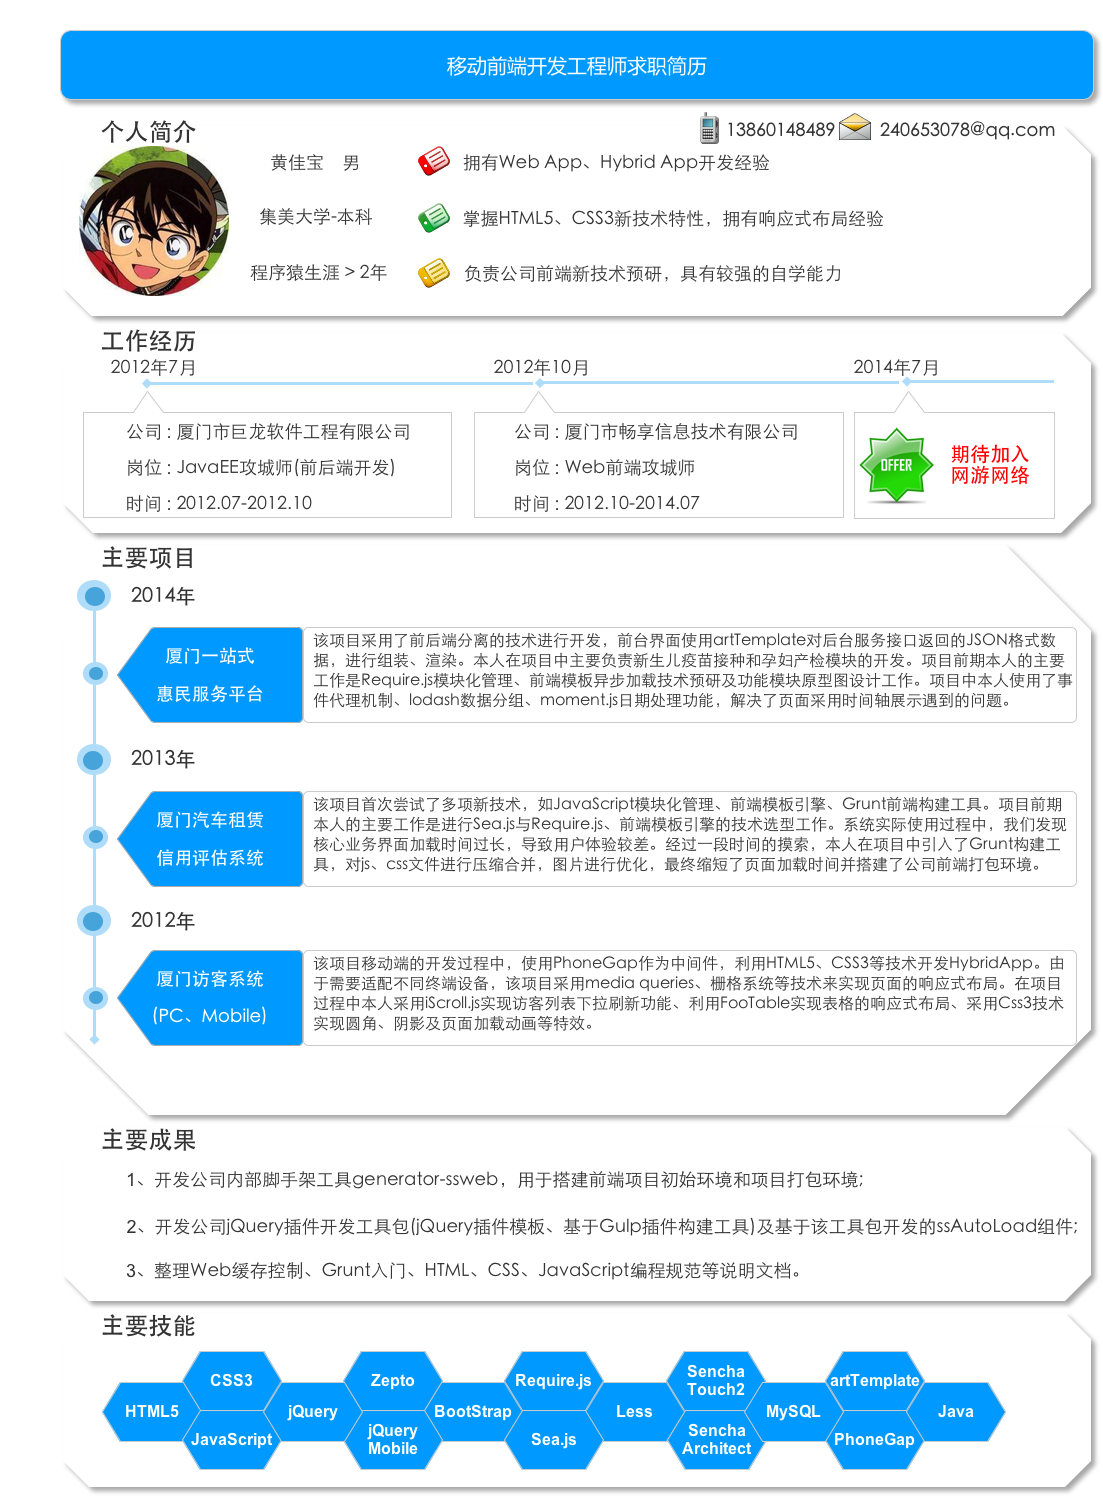 移动前端开发工程师求职简历
个人简介
13860148489 240653078@qq.com
黄佳宝 男
拥有Web App、Hybrid App开发经验
集美大学-本科
掌握HTML5、CSS3新技术特性，拥有响应式布局经验
程序猿生涯 > 2年
负责公司前端新技术预研，具有较强的自学能力
工作经历
2012年7月
2012年10月
2014年7月
公司 : 厦门市巨龙软件工程有限公司
岗位 : JavaEE攻城师(前后端开发)
时间 : 2012.07-2012.10
公司 : 厦门市畅享信息技术有限公司
岗位 : Web前端攻城师
时间 : 2012.10-2014.07
OFFER
期待加入
网游网络
主要项目
2014年
厦门一站式
惠民服务平台
该项目采用了前后端分离的技术进行开发，前台界面使用artTemplate对后台服务接口返回的JSON格式数
据，进行组装、渲染。本人在项目中主要负责新生儿疫苗接种和孕妇产检模块的开发。项目前期本人的主要
工作是Require.js模块化管理、前端模板异步加载技术预研及功能模块原型图设计工作。项目中本人使用了事
件代理机制、lodash数据分组、moment.js日期处理功能，解决了页面采用时间轴展示遇到的问题。
2013年
厦门汽车租赁
信用评估系统
该项目首次尝试了多项新技术，如JavaScript模块化管理、前端模板引擎、Grunt前端构建工具。项目前期
本人的主要工作是进行Sea.js与Require.js、前端模板引擎的技术选型工作。系统实际使用过程中，我们发现
核心业务界面加载时间过长，导致用户体验较差。经过一段时间的摸索，本人在项目中引入了Grunt构建工
具，对js、css文件进行压缩合并，图片进行优化，最终缩短了页面加载时间并搭建了公司前端打包环境。
2012年
厦门访客系统
(PC、Mobile)
该项目移动端的开发过程中，使用PhoneGap作为中间件，利用HTML5、CSS3等技术开发HybridApp。由
于需要适配不同终端设备，该项目采用media queries、栅格系统等技术来实现页面的响应式布局。在项目
过程中本人采用iScroll.js实现访客列表下拉刷新功能、利用FooTable实现表格的响应式布局、采用Css3技术
实现圆角、阴影及页面加载动画等特效。
主要成果
1、开发公司内部脚手架工具generator-ssweb，用于搭建前端项目初始环境和项目打包环境;
2、开发公司jQuery插件开发工具包(jQuery插件模板、基于Gulp插件构建工具)及基于该工具包开发的ssAutoLoad组件;
3、整理Web缓存控制、Grunt入门、HTML、CSS、JavaScript编程规范等说明文档。
主要技能
HTML5
CSS3
JavaScript
jQuery
Zepto
jQuery
Mobile
BootStrap
Require.js
Sea.js
Less
Sencha
Touch2
Sencha
Architect
MySQL
artTemplate
PhoneGap
Java